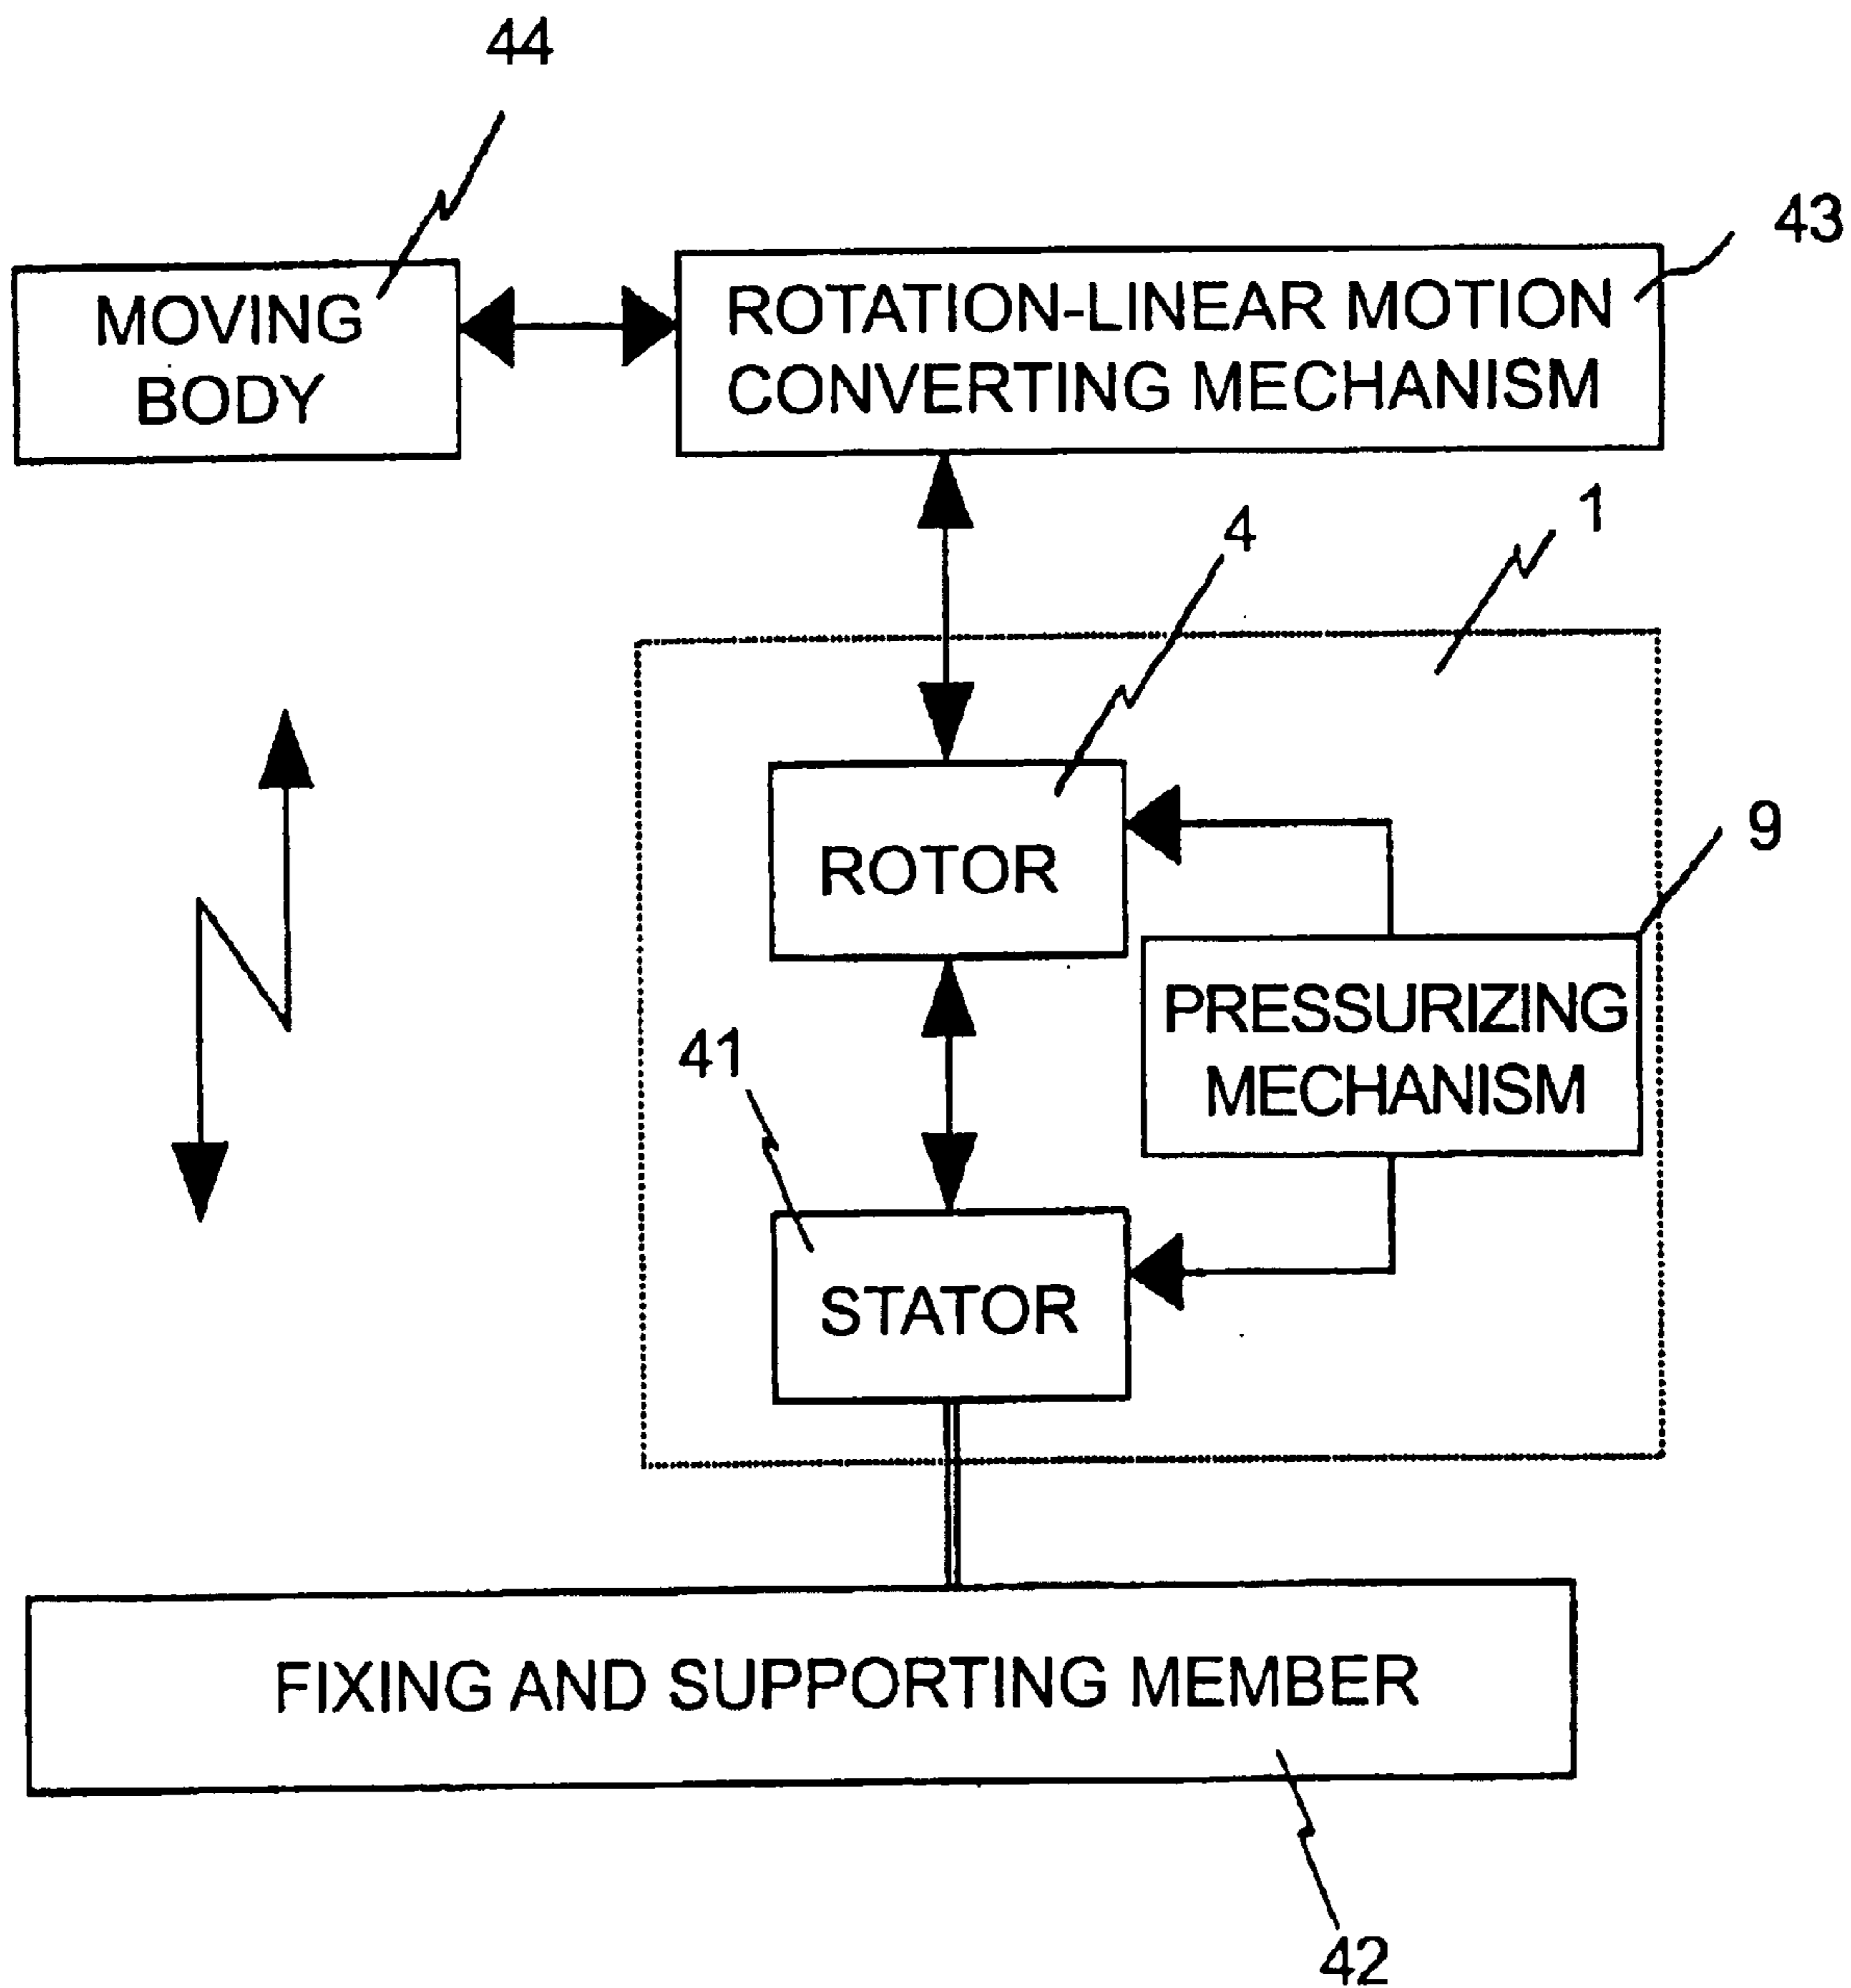 44
43
MOVING
BODY
ROTATION-LINEAR MOTION
CONVERTING MECHANISM
1
4
ROTOR
9
PRESSURIZING
MECHANISM
41
STATOR
FIXING AND SUPPORTING MEMBER
42